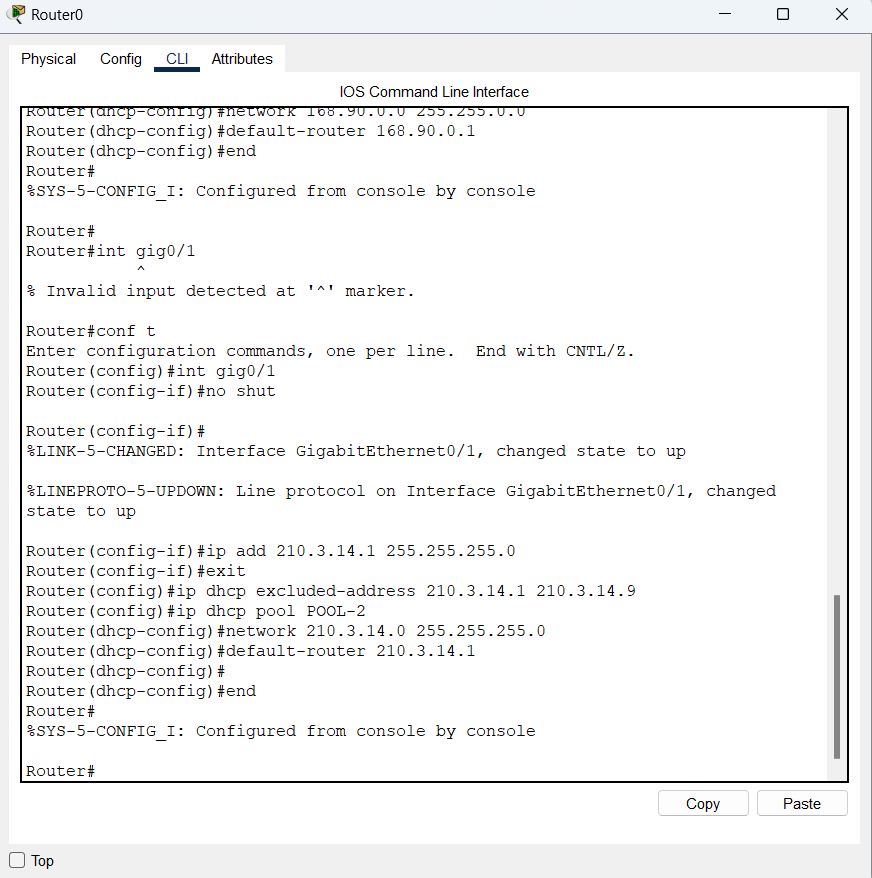 Router0
Physical Config CLI Attributes
IOS Command Line Interface
Router(dhcp-config)#network 168.90.0.0 255.255.0.0
Router(dhcp-config)#default-router 168.90.0.1
Router(dhcp-config)#end
Router#
%SYS-5-CONFIG_I: Configured from console by console
Router#
Router#int gig0/1
^
% Invalid input detected at '^' marker.
Router#conf t
Enter configuration commands, one per line.  End with CNTL/Z.
Router(config)#int gig0/1
Router(config-if)#no shut
Router(config-if)#
%LINK-5-CHANGED: Interface GigabitEthernet0/1, changed state to up
%LINEPROTO-5-UPDOWN: Line protocol on Interface GigabitEthernet0/1, changed
state to up
Router(config-if)#ip add 210.3.14.1 255.255.255.0
Router(config-if)#exit
Router(config)#ip dhcp excluded-address 210.3.14.1 210.3.14.9
Router(config)#ip dhcp pool POOL-2
Router(dhcp-config)#network 210.3.14.0 255.255.255.0
Router(dhcp-config)#default-router 210.3.14.1
Router(dhcp-config)#
Router(dhcp-config)#end
Router#
%SYS-5-CONFIG_I: Configured from console by console
Router#
Copy Paste
Top